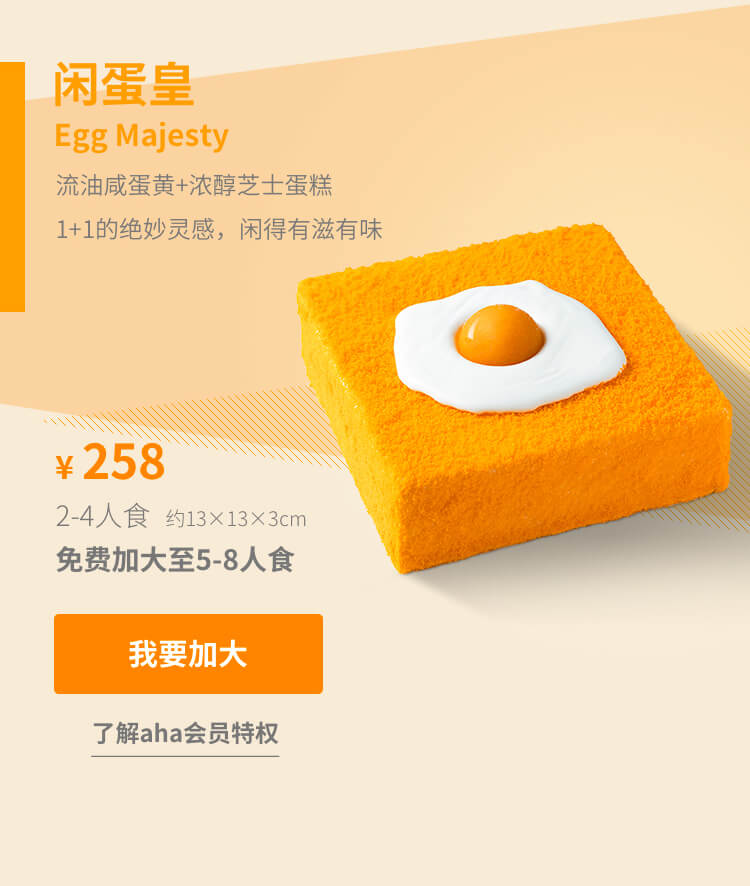 闲蛋皇
Egg Majesty
流油咸蛋黄+浓醇芝士蛋糕
1+1的绝妙灵感，闲得有滋有味
¥ 258
2-4人食 约13×13×3cm
免费加大至5-8人食
我要加大
了解aha会员特权